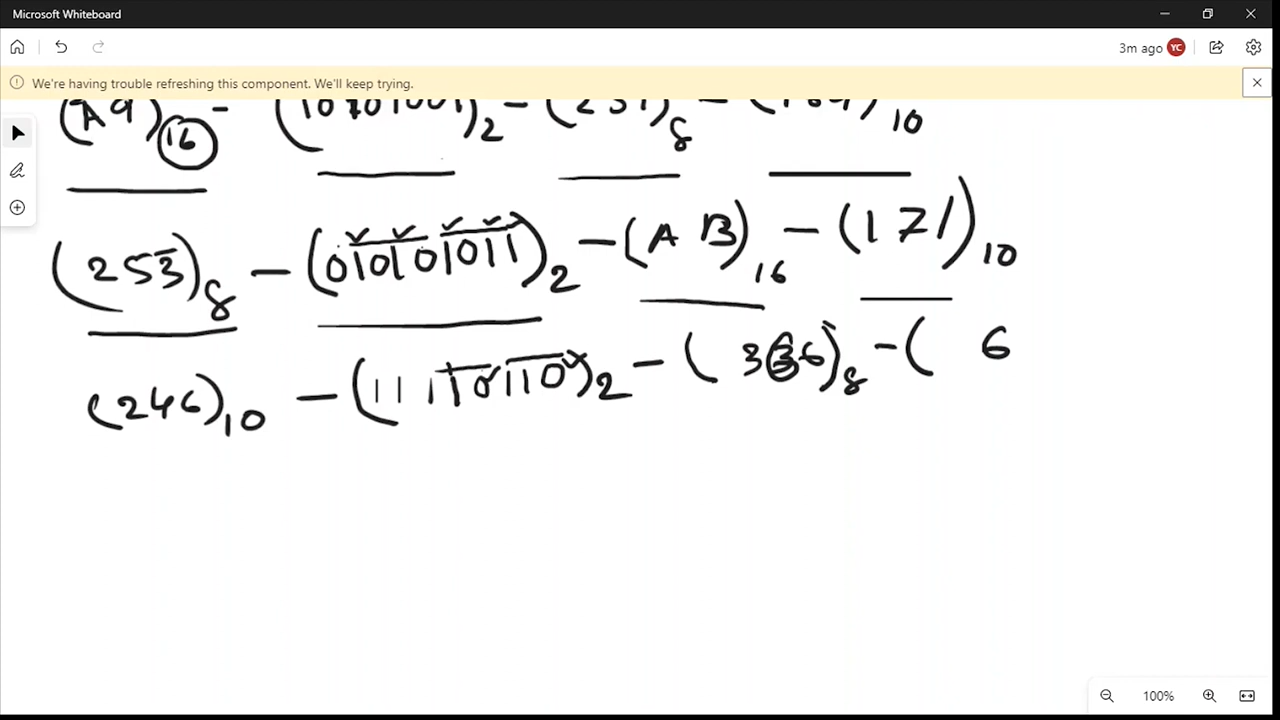 Microsoft Whiteboard
3m ago YC
We're having trouble refreshing this component. We'll keep trying.
(A9)16 - (10101001)2 - (251)8 - (169)10
(253)8 - (010101011)2 - (AB)16 - (171)10
(246)10 - (11110110)2 - (366)8 - ( 6
100%